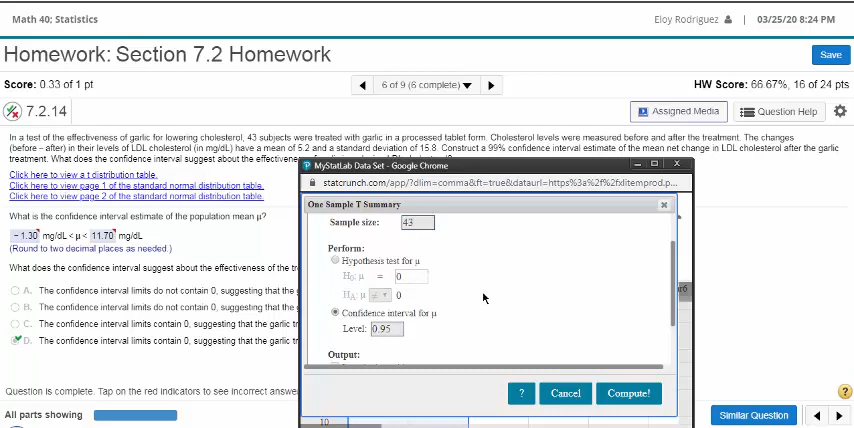 Math 40; Statistics
Eloy Rodriguez | 03/25/20 8:24 PM
Homework: Section 7.2 Homework
Save
Score: 0.33 of 1 pt
6 of 9 (6 complete)
HW Score: 66.67%, 16 of 24 pts
7.2.14
Assigned Media
Question Help
In a test of the effectiveness of garlic for lowering cholesterol, 43 subjects were treated with garlic in a processed tablet form. Cholesterol levels were measured before and after the treatment. The changes
(before – after) in their levels of LDL cholesterol (in mg/dL) have a mean of 5.2 and a standard deviation of 15.8. Construct a 99% confidence interval estimate of the mean net change in LDL cholesterol after the garlic
treatment. What does the confidence interval suggest about the effectivene
Click here to view a t distribution table.
Click here to view page 1 of the standard normal distribution table.
Click here to view page 2 of the standard normal distribution table.
What is the confidence interval estimate of the population mean μ?
– 1.30 mg/dL < μ < 11.70 mg/dL
(Round to two decimal places as needed.)
What does the confidence interval suggest about the effectiveness of the tr
A. The confidence interval limits do not contain 0, suggesting that the g
B. The confidence interval limits do not contain 0, suggesting that the g
C. The confidence interval limits contain 0, suggesting that the garlic tr
D. The confidence interval limits contain 0, suggesting that the garlic tr
Question is complete. Tap on the red indicators to see incorrect answe
All parts showing
Similar Question
?
MyStatLab Data Set - Google Chrome
statcrunch.com/app/?dlim=comma&ft=true&dataurl=https%3a%2f%2fxlitemprod.p...
One Sample T Summary
Sample size: 43
Perform:
Hypothesis test for μ
H0: μ = 0
HA: μ ≠ 0
Confidence interval for μ
Level: 0.95
Output:
?
Cancel
Compute!
10